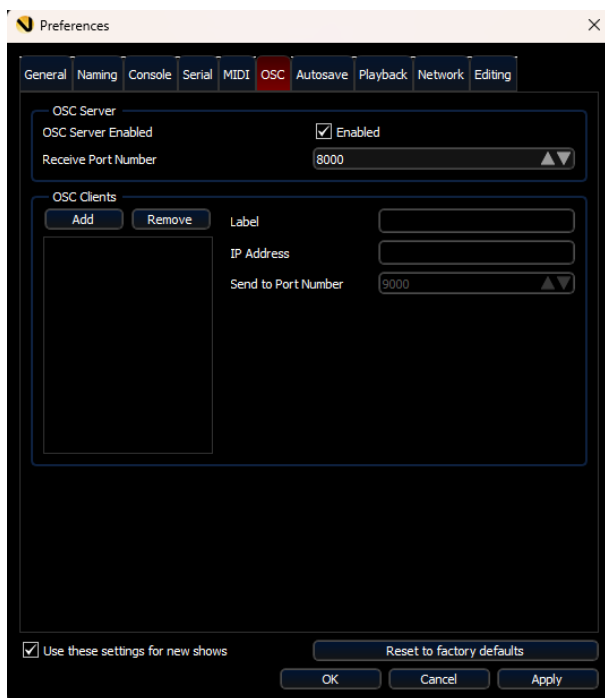 Preferences
General Naming Console Serial MIDI OSC Autosave Playback Network Editing
OSC Server
OSC Server Enabled Enabled
Receive Port Number 8000
OSC Clients
Add Remove Label
IP Address
Send to Port Number 9000
Use these settings for new shows Reset to factory defaults
OK Cancel Apply